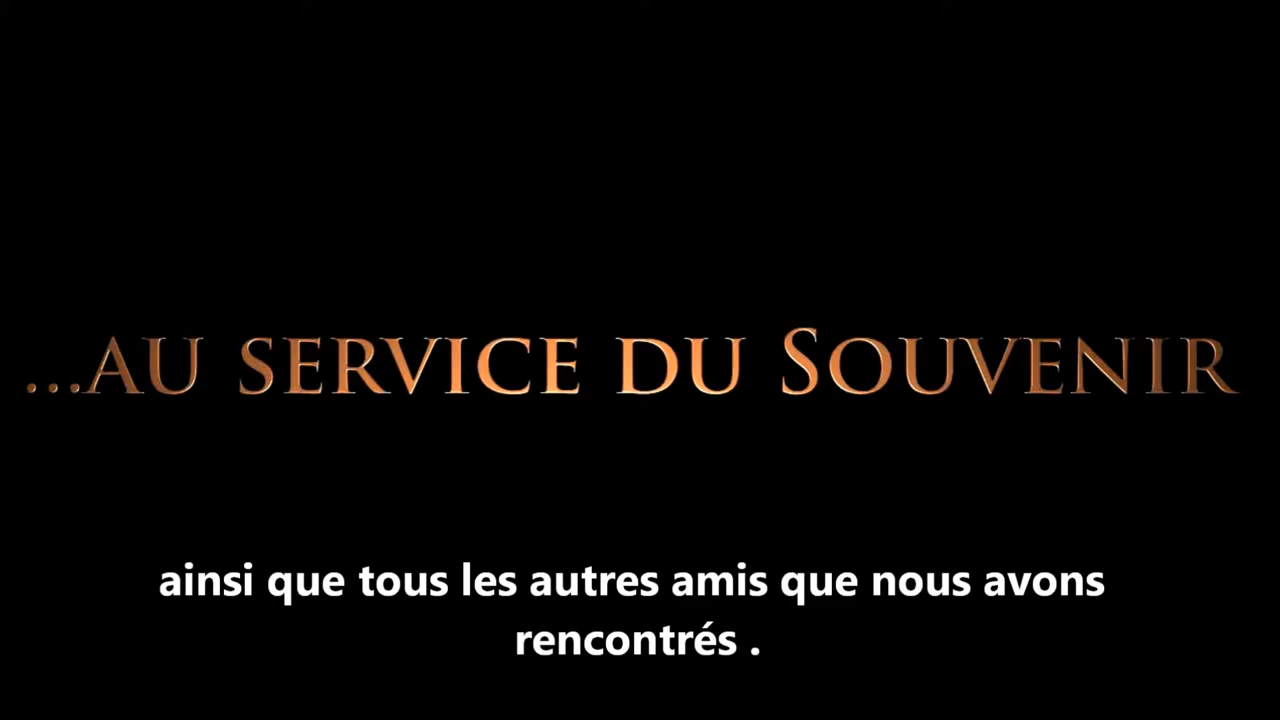 ...AU SERVICE DU SOUVENIR
ainsi que tous les autres amis que nous avons
rencontrés .